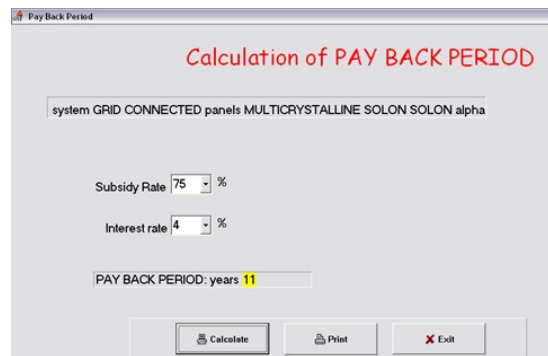 Pay Back Period
Calculation of PAY BACK PERIOD
system GRID CONNECTED panels MULTICRYSTALLINE SOLON SOLON alpha
Subsidy Rate 75 %
Interest rate 4 %
PAY BACK PERIOD: years 11
Calculate Print Exit